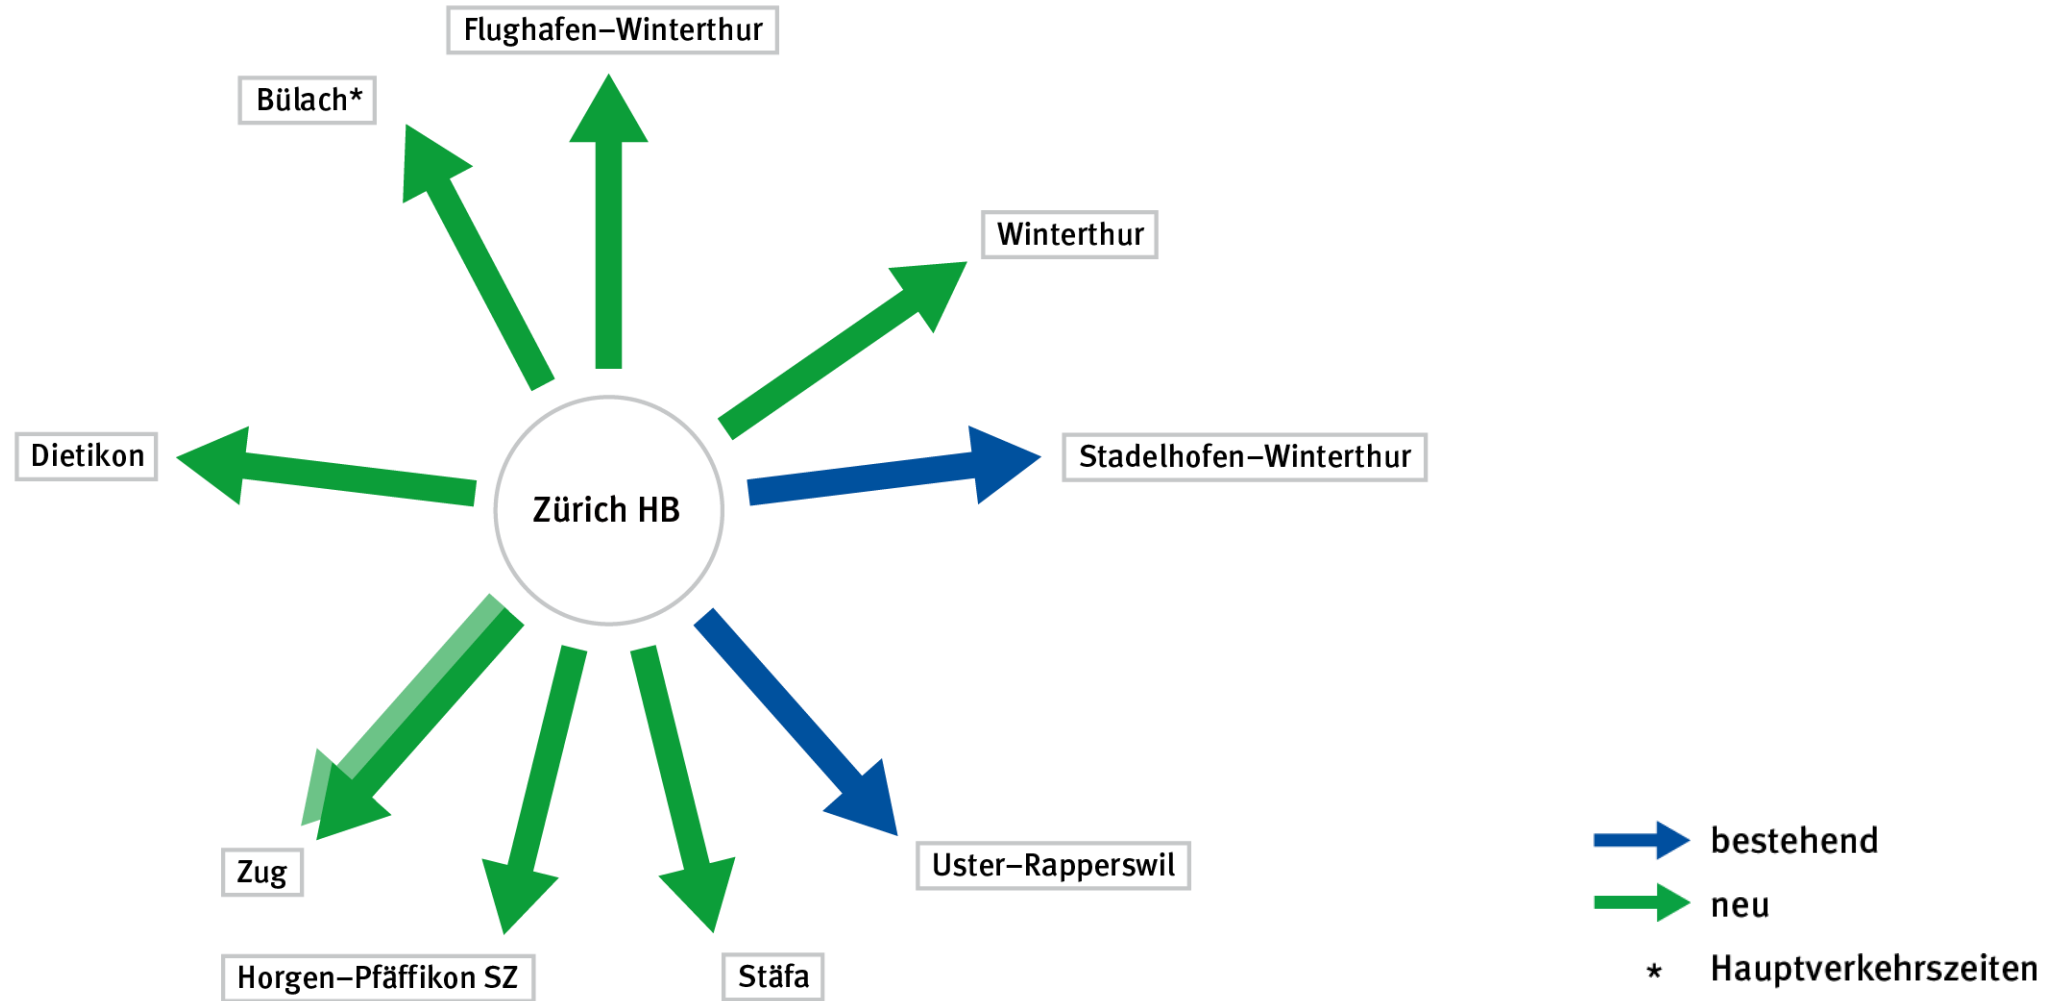 Flughafen–Winterthur
Bülach*
Winterthur
Dietikon
Stadelhofen–Winterthur
Zürich HB
Zug
Uster–Rapperswil
Horgen–Pfäffikon SZ
Stäfa
bestehend
neu
* Hauptverkehrszeiten